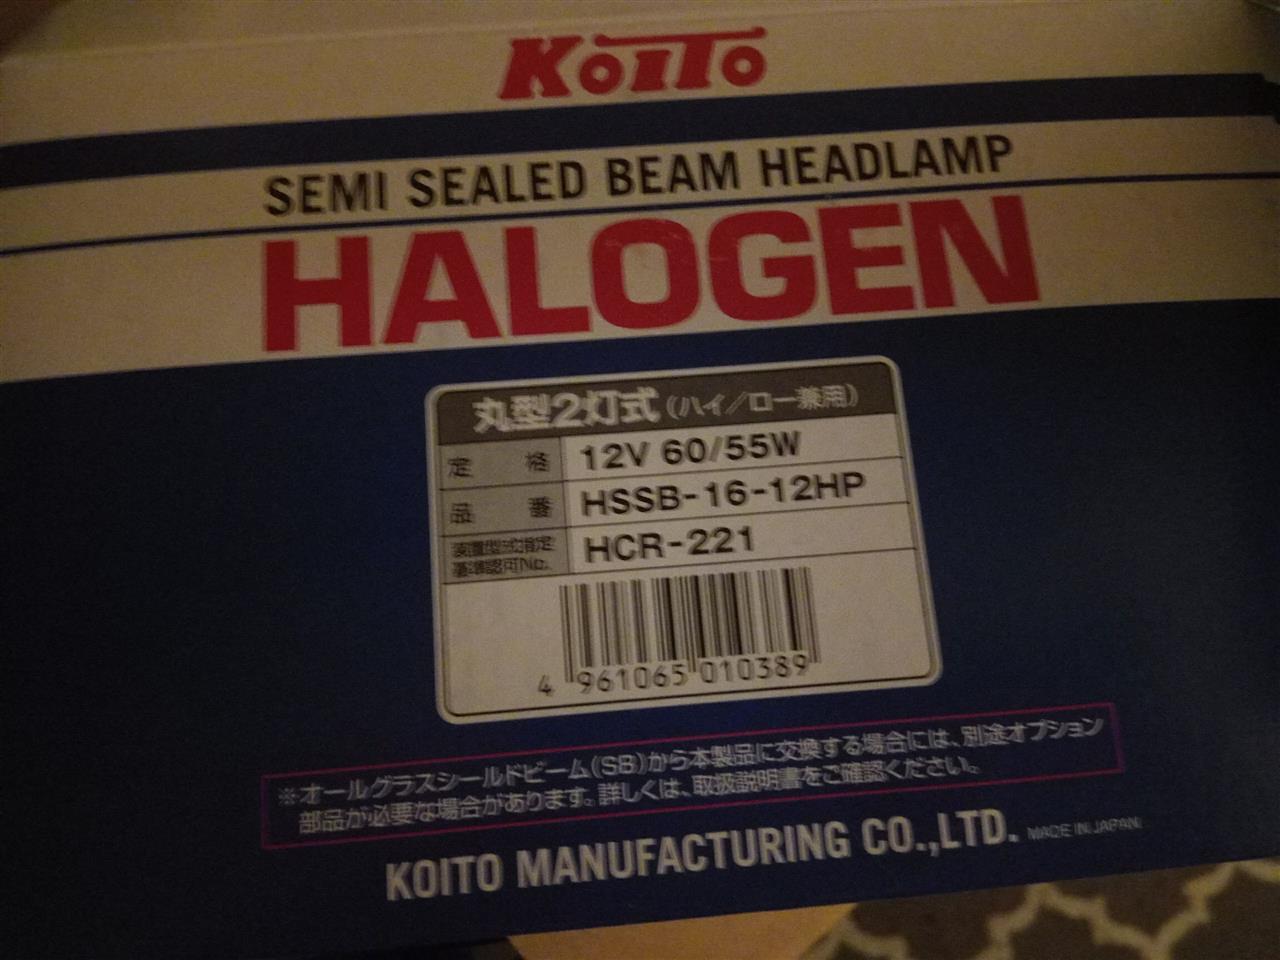 KOITO
SEMI SEALED BEAM HEADLAMP
HALOGEN
丸型2灯式(ハイ/ロー兼用)
定格 12V 60/55W
品番 HSSB-16-12HP
装置型式指定 HCR-221
基準認可No.
4 961065 010389
※オールグラスシールドビーム(SB)から本製品に交換する場合には、別途オプション
部品が必要な場合があります。詳しくは、取扱説明書をご確認ください。
KOITO MANUFACTURING CO.,LTD. MADE IN JAPAN